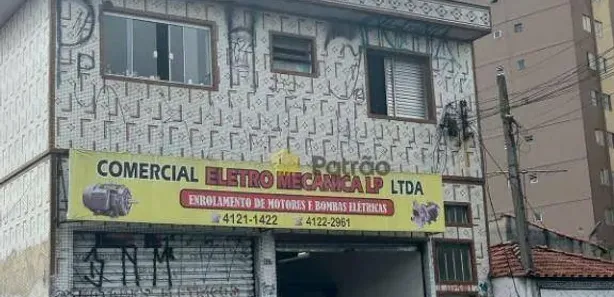 COMERCIAL ELETRO MECÂNICA LP LTDA
Patrão
ENROLAMENTO DE MOTORES E BOMBAS ELÉTRICAS
4121-1422 4122-2961